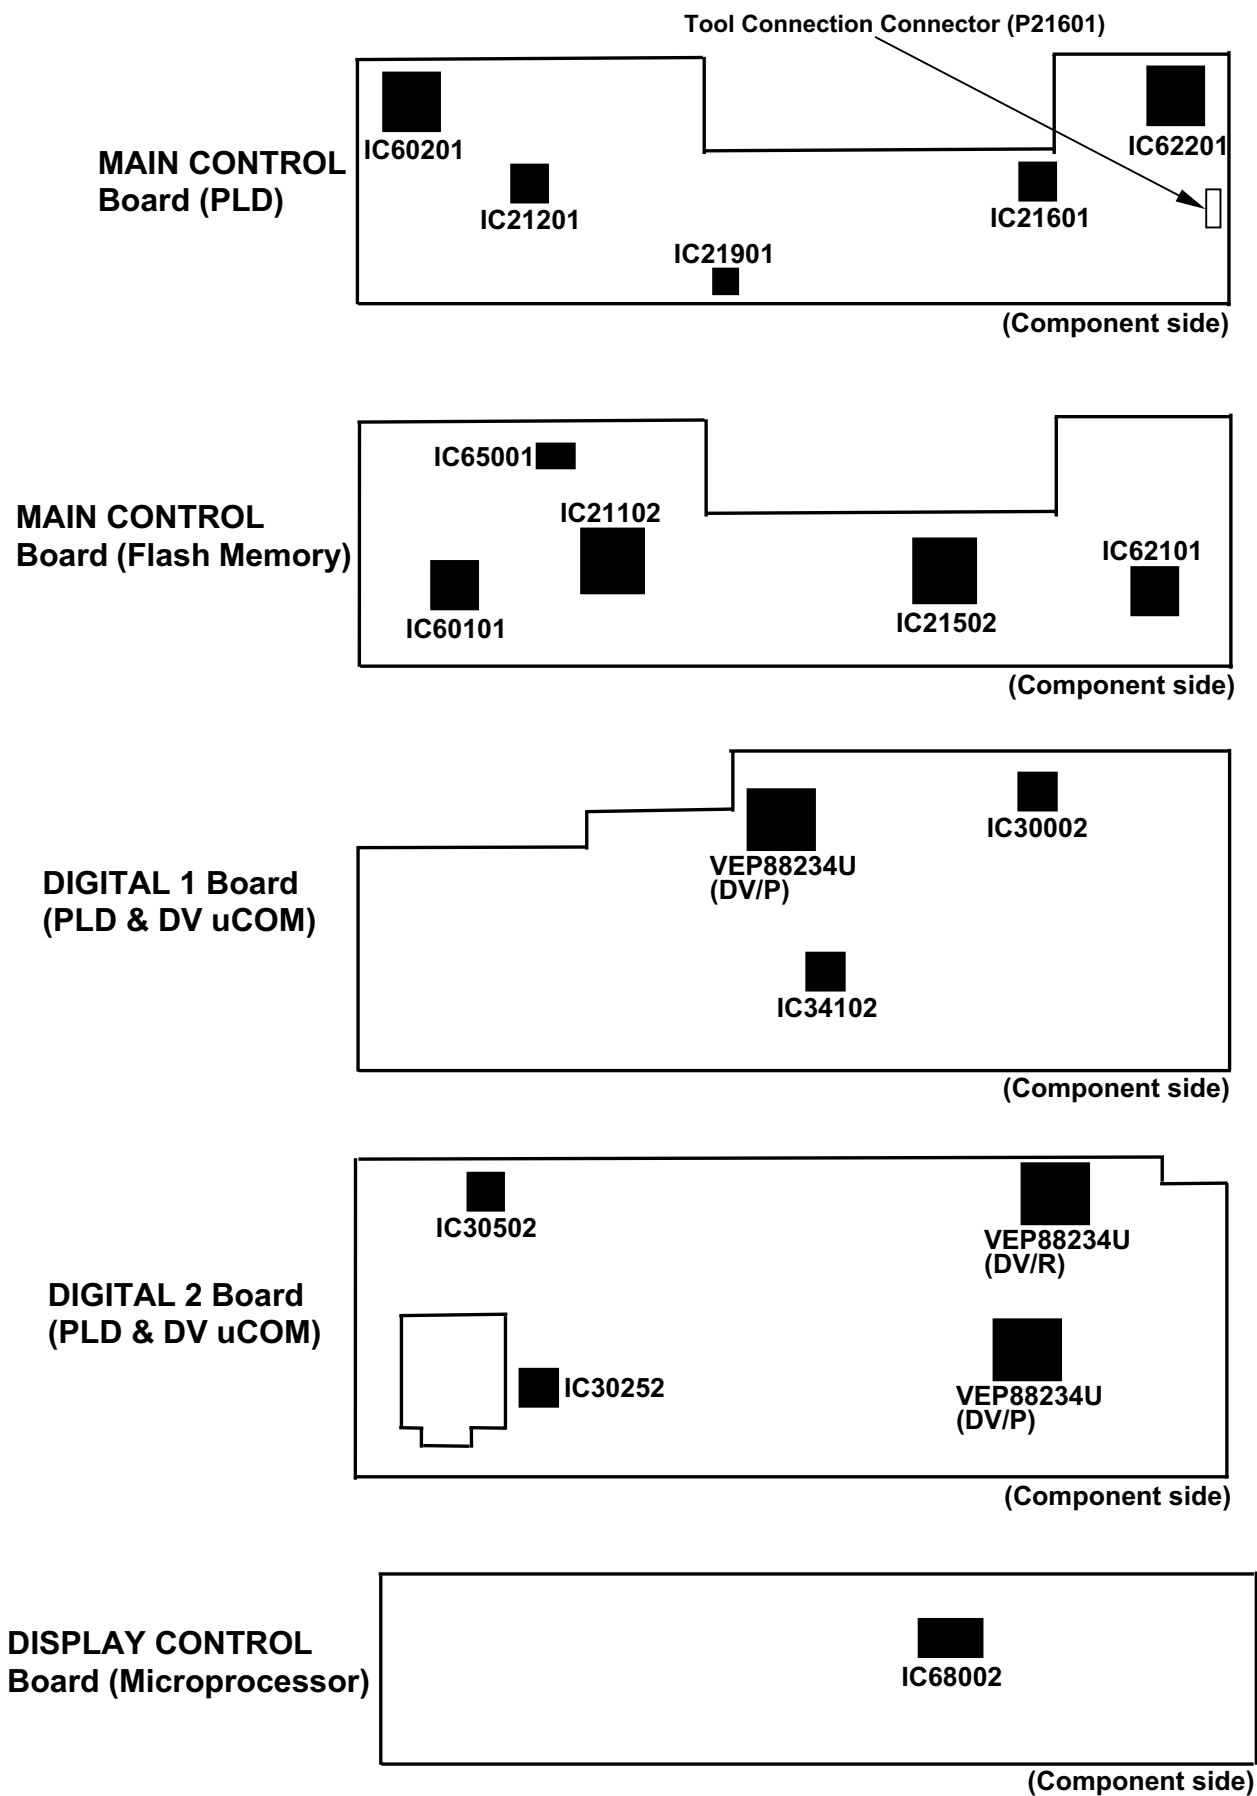 Tool Connection Connector (P21601)
MAIN CONTROL
Board (PLD)
IC60201
IC62201
IC21201
IC21601
IC21901
(Component side)
MAIN CONTROL
Board (Flash Memory)
IC65001
IC21102
IC62101
IC60101
IC21502
(Component side)
DIGITAL 1 Board
(PLD & DV uCOM)
IC30002
VEP88234U
(DV/P)
IC34102
(Component side)
DIGITAL 2 Board
(PLD & DV uCOM)
IC30502
VEP88234U
(DV/R)
IC30252
VEP88234U
(DV/P)
(Component side)
DISPLAY CONTROL
Board (Microprocessor)
IC68002
(Component side)